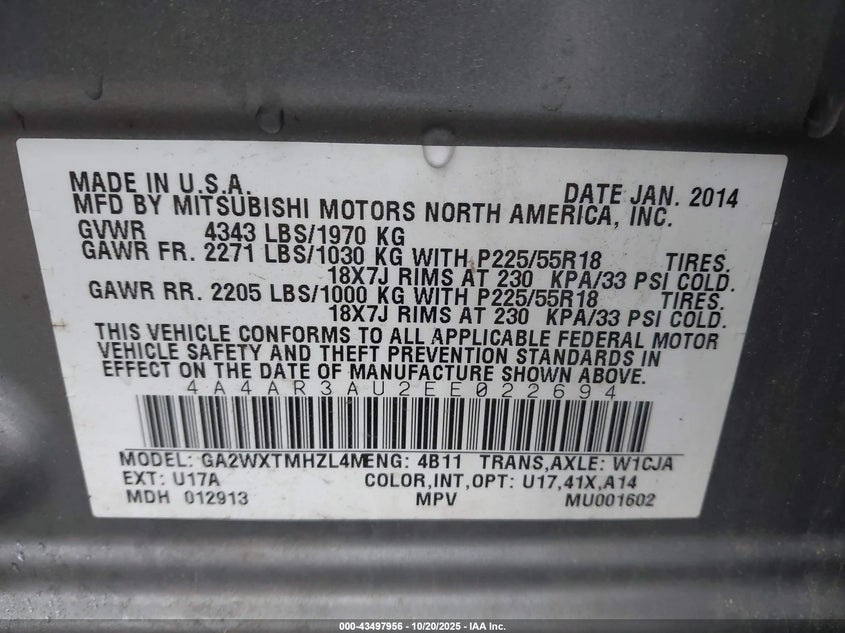 MADE IN U.S.A. DATE JAN. 2014
MFD BY MITSUBISHI MOTORS NORTH AMERICA, INC.
GVWR 4343 LBS/1970 KG
GAWR FR. 2271 LBS/1030 KG WITH P225/55R18 TIRES.
18X7J RIMS AT 230 KPA/33 PSI COLD.
GAWR RR. 2205 LBS/1000 KG WITH P225/55R18 TIRES.
18X7J RIMS AT 230 KPA/33 PSI COLD.
THIS VEHICLE CONFORMS TO ALL APPLICABLE FEDERAL MOTOR
VEHICLE SAFETY AND THEFT PREVENTION STANDARDS IN
EFFECT ON THE DATE OF MANUFACTURE SHOWN ABOVE.
4A4AR3AU2EE022694
MODEL: GA2WXTMHZL4M ENG: 4B11 TRANS,AXLE: W1CJA
EXT: U17A COLOR,INT,OPT: U17,41X,A14
MDH 012913 MPV MU001602
000-43497956 - 10/20/2025 - IAA Inc.